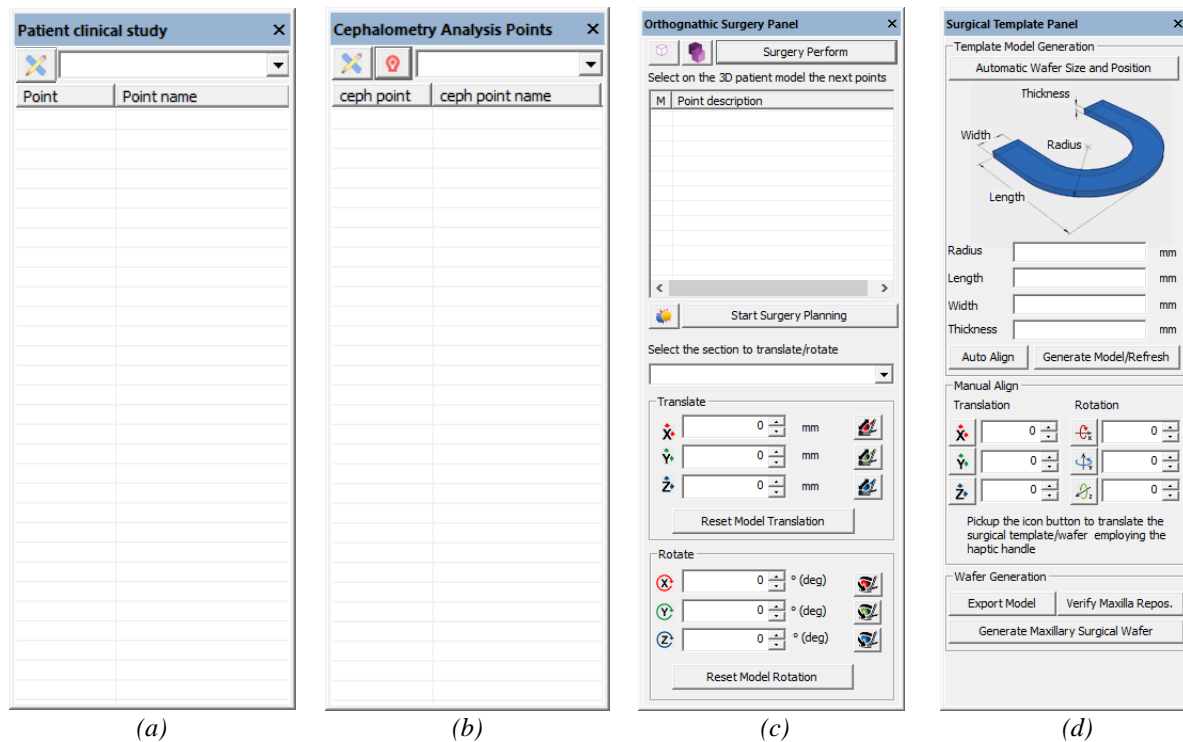 Patient clinical study
Point Point name
(a)
Cephalometry Analysis Points
ceph point ceph point name
(b)
Orthognathic Surgery Panel
Surgery Perform
Select on the 3D patient model the next points
M Point description
Start Surgery Planning
Select the section to translate/rotate
Translate
X 0 mm
Y 0 mm
Z 0 mm
Reset Model Translation
Rotate
X 0 ° (deg)
Y 0 ° (deg)
Z 0 ° (deg)
Reset Model Rotation
(c)
Surgical Template Panel
Template Model Generation
Automatic Wafer Size and Position
Thickness
Width
Radius
Length
Radius mm
Length mm
Width mm
Thickness mm
Auto Align Generate Model/Refresh
Manual Align
Translation Rotation
X 0 x 0
Y 0 Y 0
Z 0 z 0
Pickup the icon button to translate the
surgical template/wafer employing the
haptic handle
Wafer Generation
Export Model Verify Maxilla Repos.
Generate Maxillary Surgical Wafer
(d)